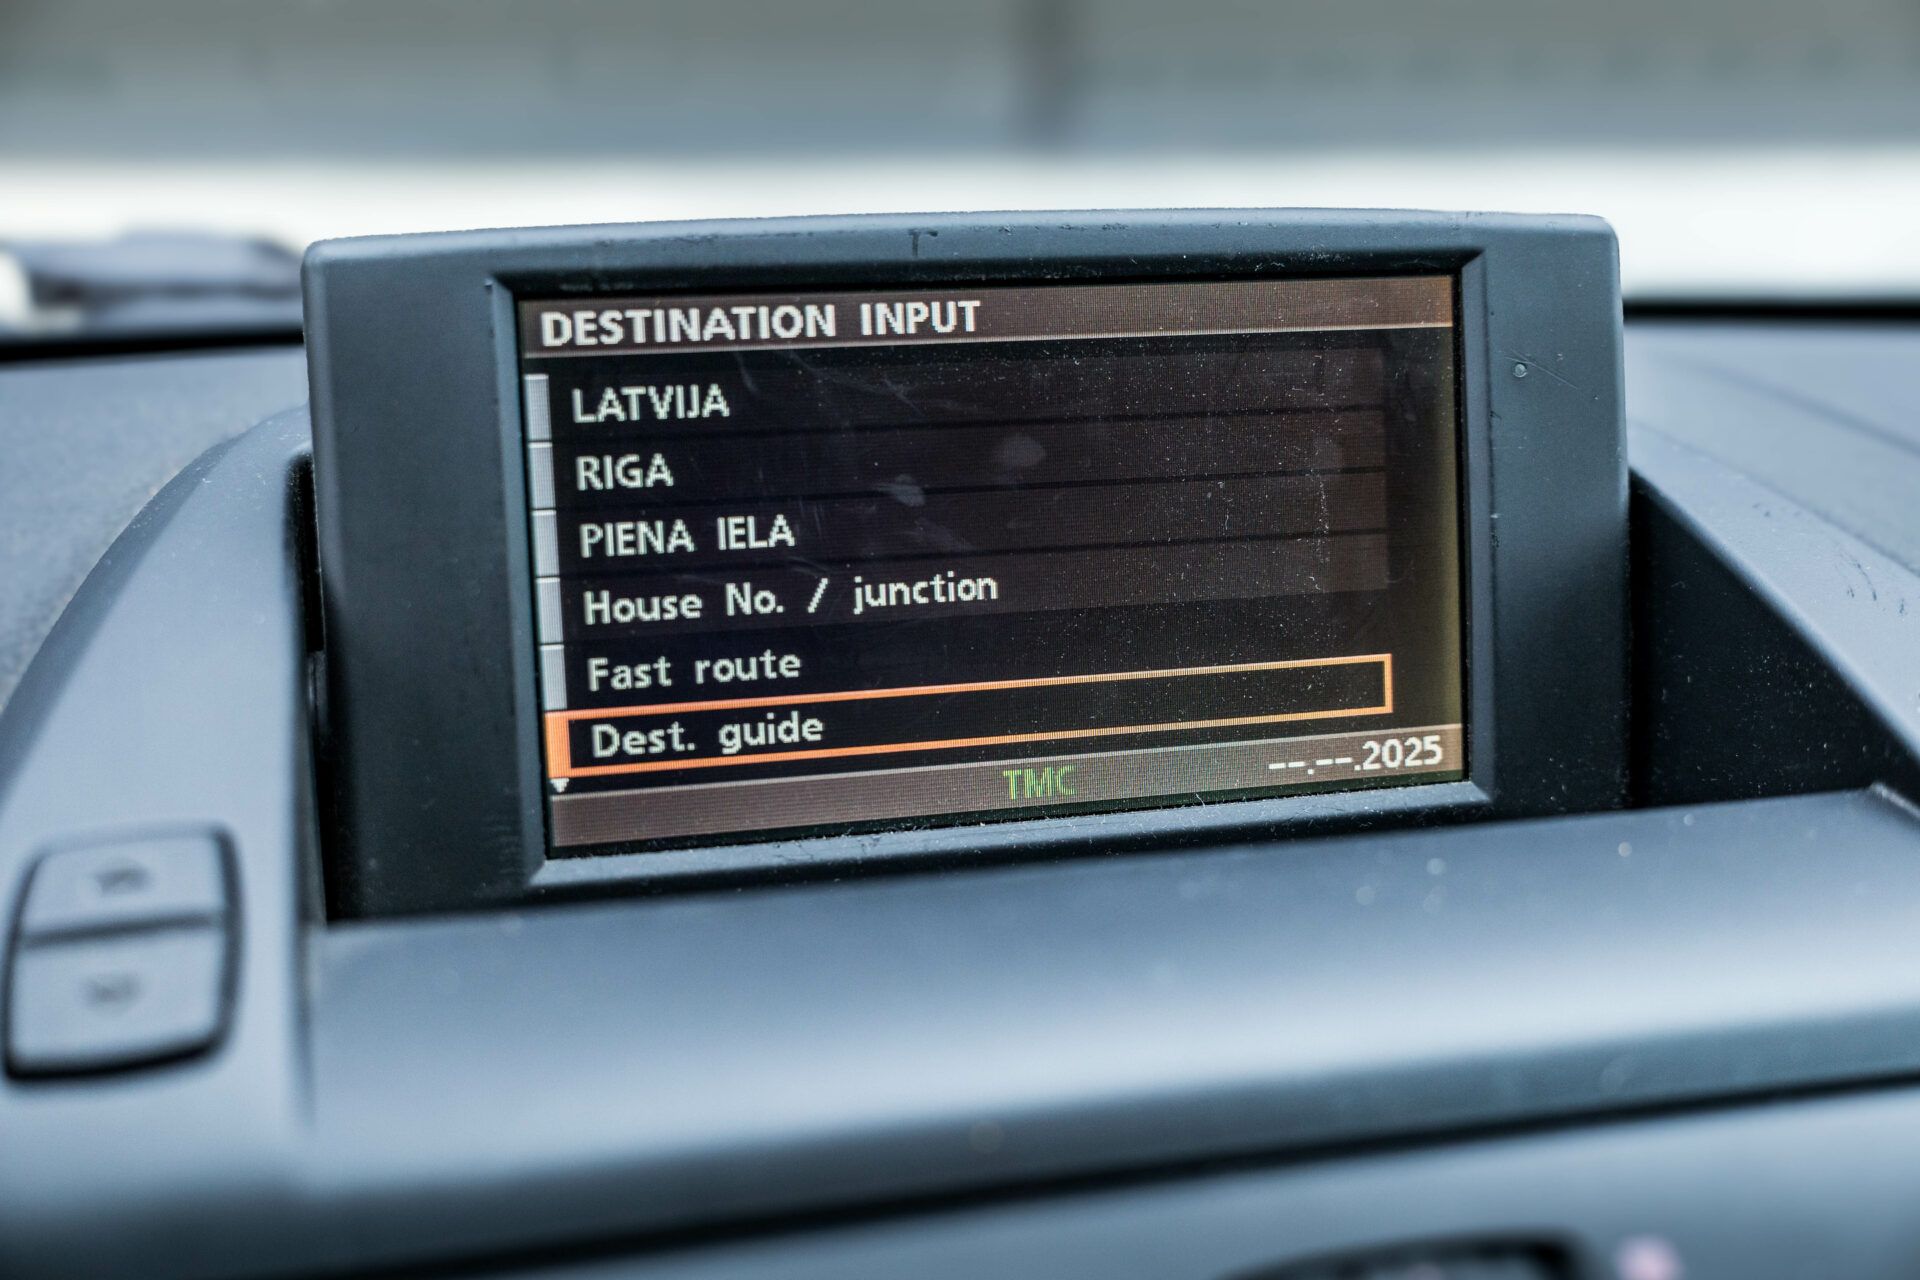 DESTINATION INPUT
LATVIJA
RIGA
PIENA IELA
House No. / junction
Fast route
Dest. guide
TMC
--.--.2025